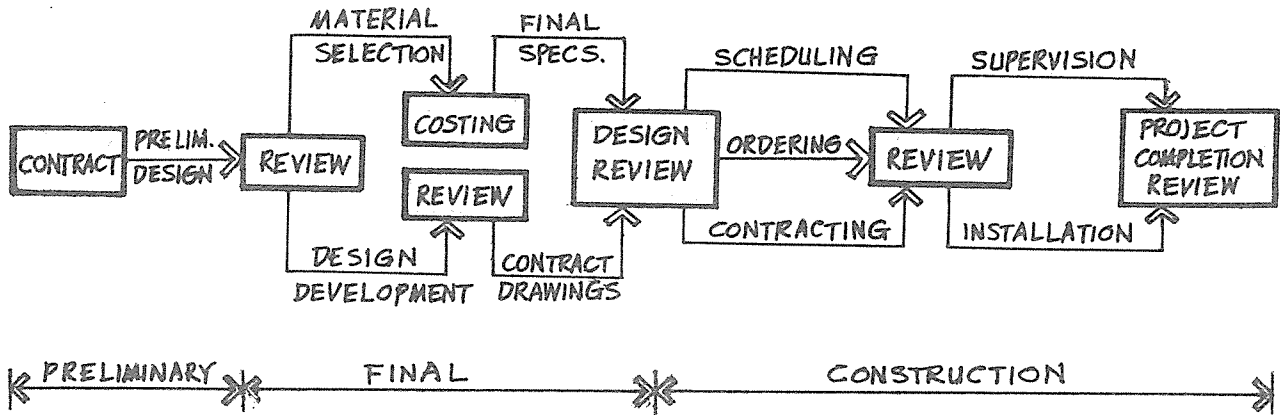 MATERIAL
SELECTION
FINAL
SPECS.
SCHEDULING
SUPERVISION
CONTRACT
PRELIM.
DESIGN
REVIEW
COSTING
REVIEW
DESIGN
REVIEW
ORDERING
REVIEW
PROJECT
COMPLETION
REVIEW
DESIGN
DEVELOPMENT
CONTRACT
DRAWINGS
CONTRACTING
INSTALLATION
PRELIMINARY
FINAL
CONSTRUCTION